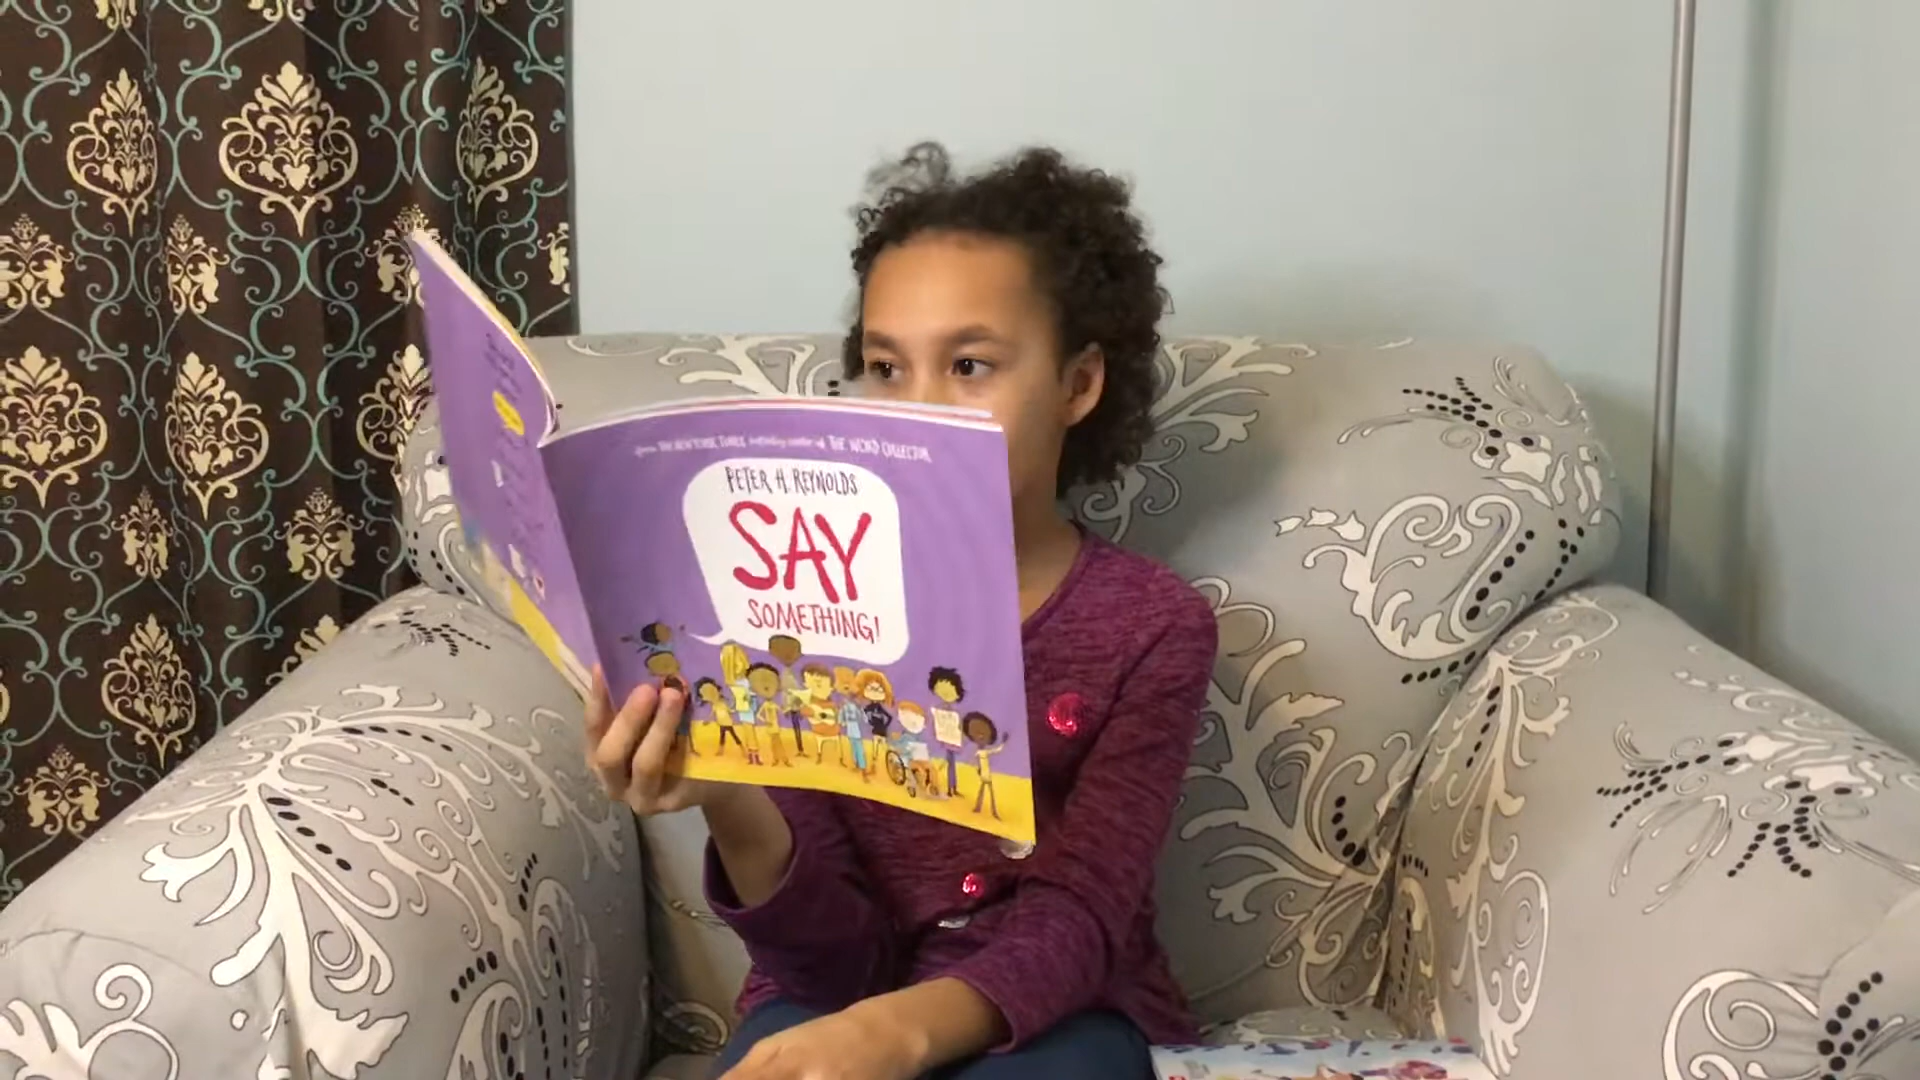 from THE NEW YORK TIMES bestselling creator of THE WORD COLLECTOR
PETER H. REYNOLDS
SAY
SOMETHING!